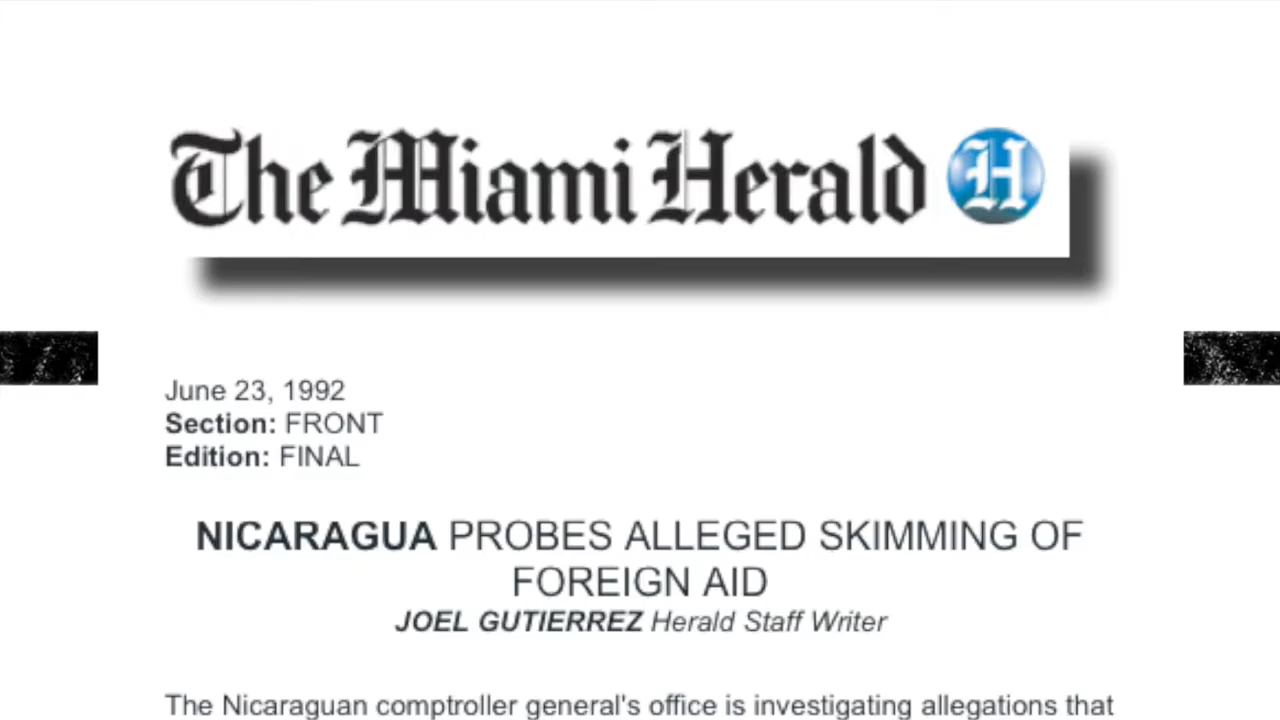 The Miami Herald H
June 23, 1992
Section: FRONT
Edition: FINAL
NICARAGUA PROBES ALLEGED SKIMMING OF
FOREIGN AID
JOEL GUTIERREZ Herald Staff Writer
The Nicaraguan comptroller general's office is investigating allegations that